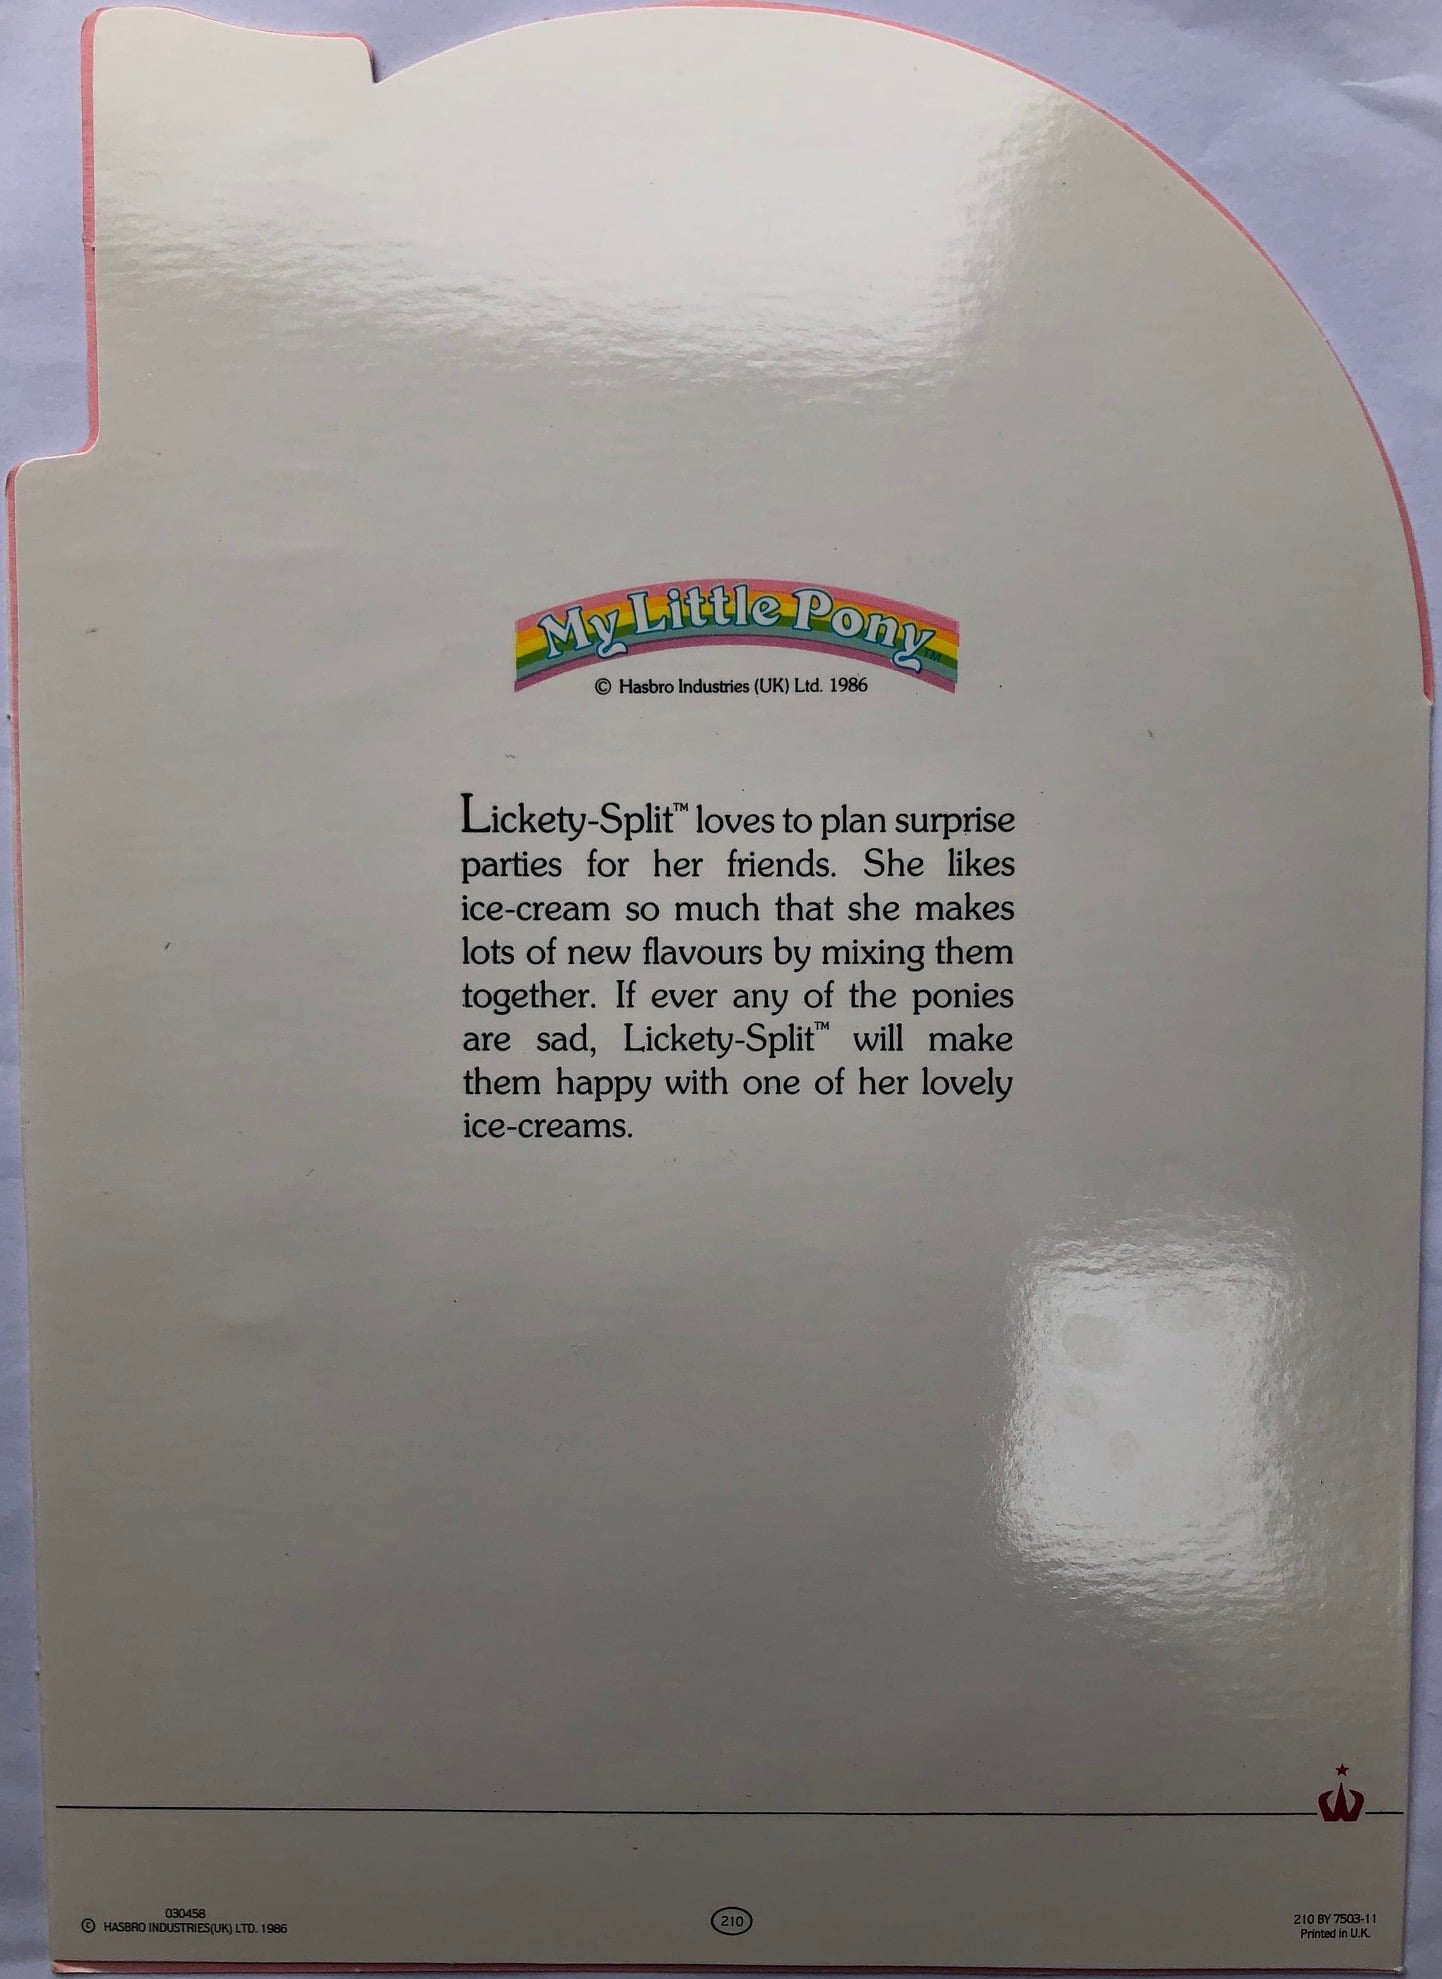 My Little Pony™
© Hasbro Industries (UK) Ltd. 1986
Lickety-Split™ loves to plan surprise
parties for her friends. She likes
ice-cream so much that she makes
lots of new flavours by mixing them
together. If ever any of the ponies
are sad, Lickety-Split™ will make
them happy with one of her lovely
ice-creams.
030458
© HASBRO INDUSTRIES(UK) LTD. 1986
210
210 BY 7503-11
Printed in U.K.